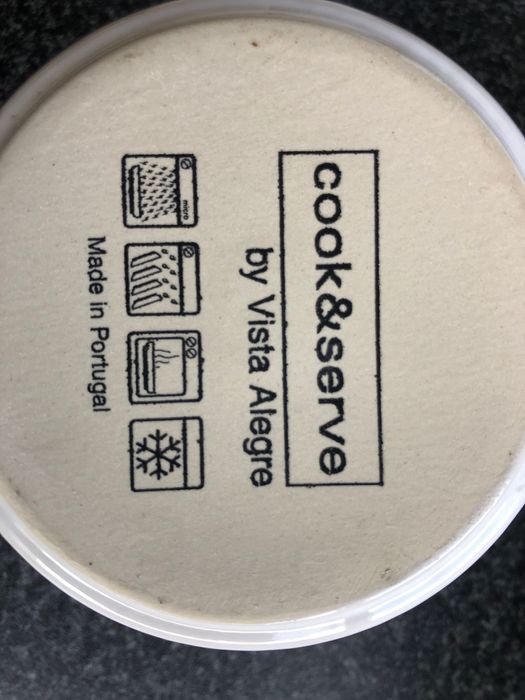 cook&serve
by Vista Alegre
micro
Made in Portugal